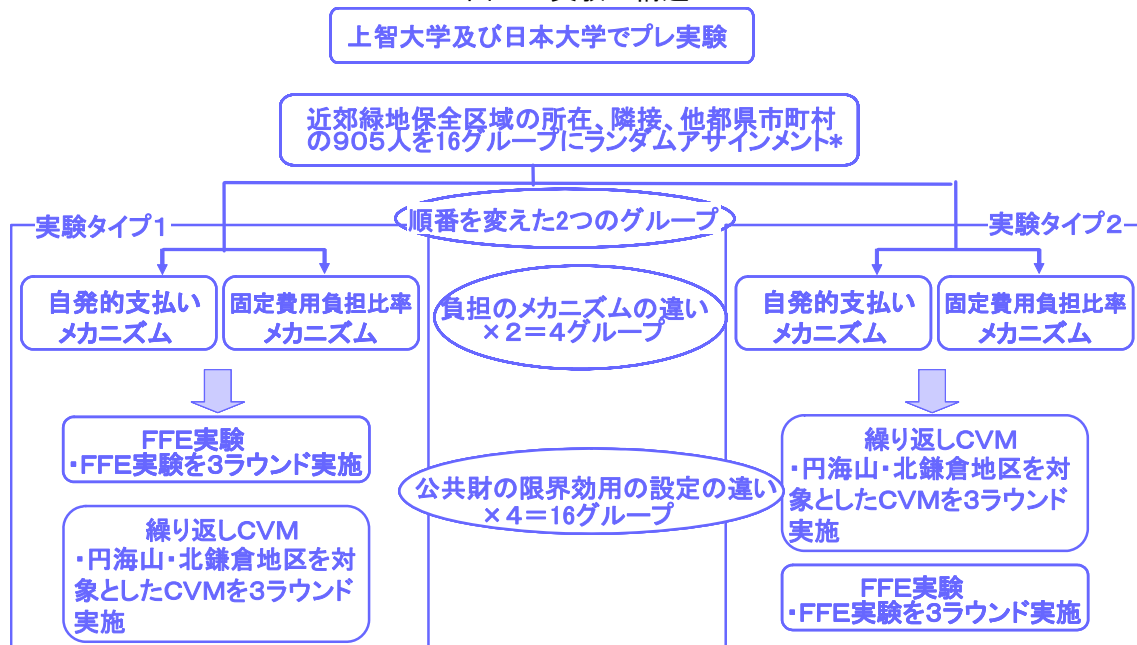 上智大学及び日本大学でプレ実験
近郊緑地保全区域の所在、隣接、他都県市町村
の905人を16グループにランダムアサインメント*
順番を変えた2つのグループ
実験タイプ1
実験タイプ2
自発的支払い
メカニズム
固定費用負担比率
メカニズム
負担のメカニズムの違い
×2=4グループ
自発的支払い
メカニズム
固定費用負担比率
メカニズム
FFE実験
・FFE実験を3ラウンド実施
繰り返しCVM
・円海山・北鎌倉地区を対
象としたCVMを3ラウンド
実施
公共財の限界効用の設定の違い
×4=16グループ
繰り返しCVM
・円海山・北鎌倉地区を対
象としたCVMを3ラウンド
実施
FFE実験
・FFE実験を3ラウンド実施